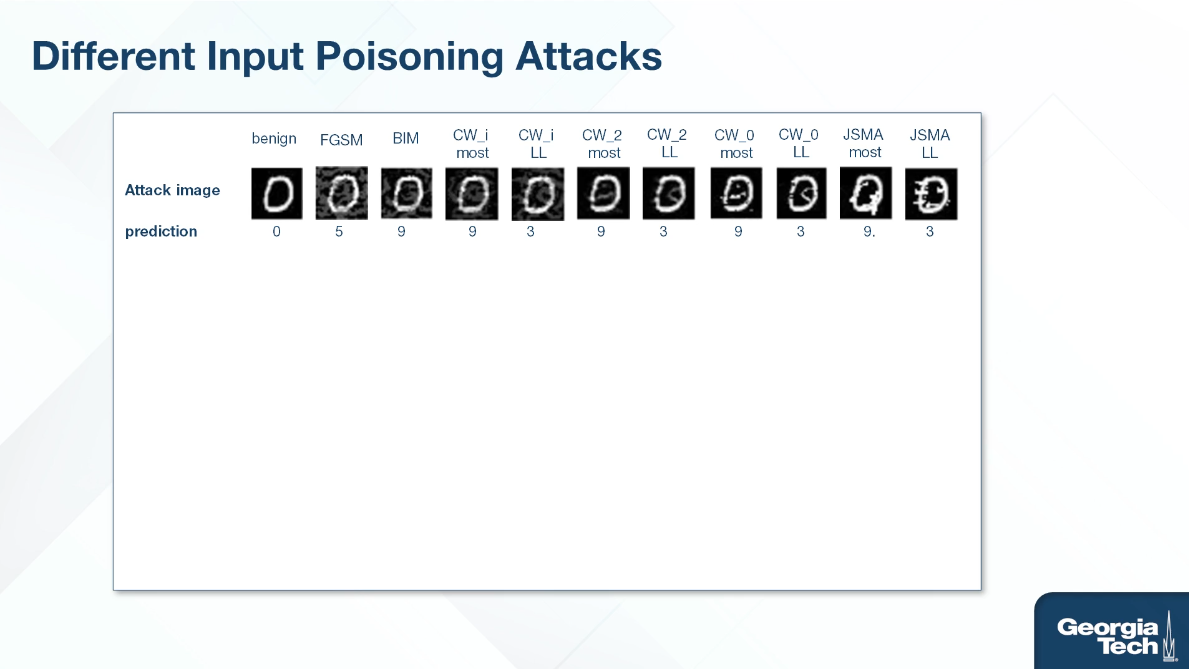 Different Input Poisoning Attacks
benign FGSM BIM CW_i most CW_i LL CW_2 most CW_2 LL CW_0 most CW_0 LL JSMA most JSMA LL
Attack image
prediction 0 5 9 9 3 9 3 9 3 9. 3
Georgia
Tech